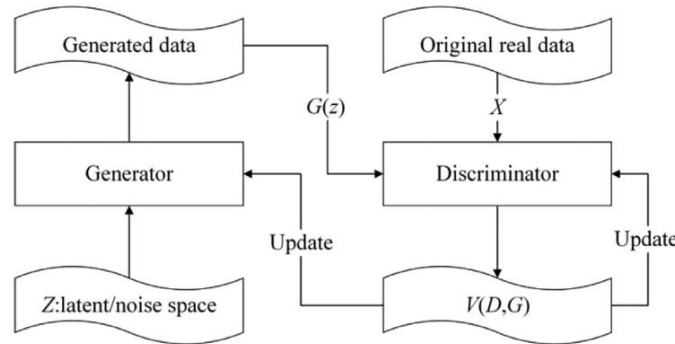 Generated data
Original real data
G(z)
X
Generator
Discriminator
Update
Update
Z:latent/noise space
V(D,G)